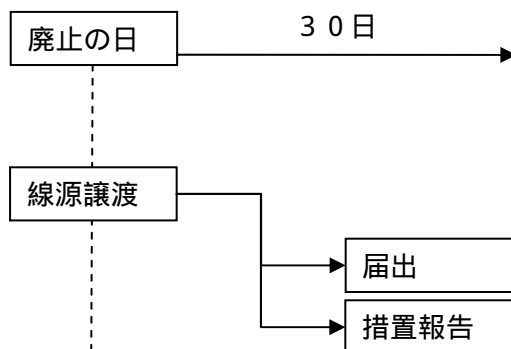 廃止の日
３０日
線源譲渡
届出
措置報告